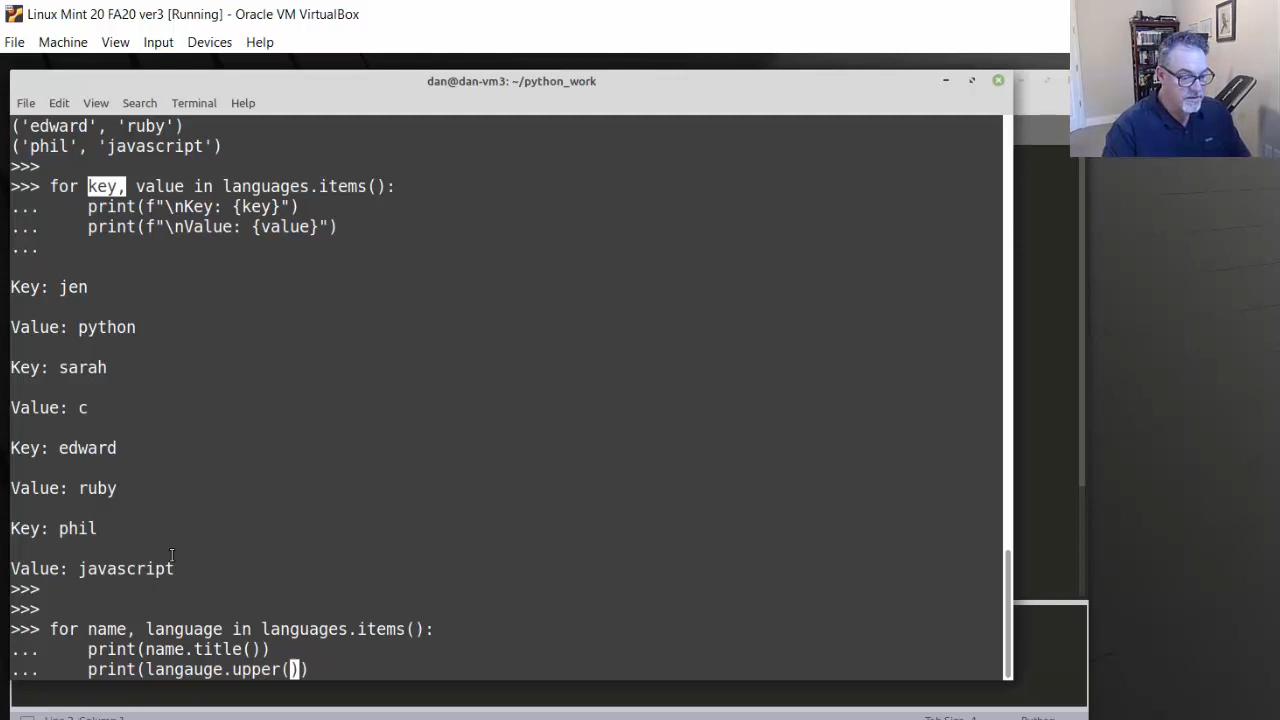 Linux Mint 20 FA20 ver3 [Running] - Oracle VM VirtualBox
File Machine View Input Devices Help
dan@dan-vm3: ~/python_work
File Edit View Search Terminal Help
('edward', 'ruby')
('phil', 'javascript')
>>>
>>> for key, value in languages.items():
...     print(f"\nKey: {key}")
...     print(f"\nValue: {value}")
...
Key: jen
Value: python
Key: sarah
Value: c
Key: edward
Value: ruby
Key: phil
Value: javascript
>>>
>>>
>>> for name, language in languages.items():
...     print(name.title())
...     print(langauge.upper())